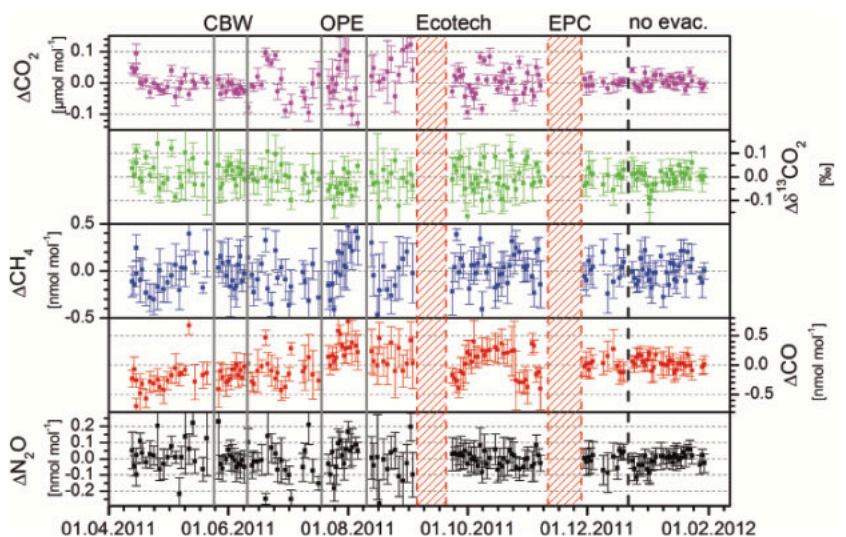 CBW OPE Ecotech EPC no evac.
ΔCO₂
[µmol mol⁻¹]
0.1
0.0
-0.1
Δδ¹³CO₂
[‰]
0.1
0.0
-0.1
ΔCH₄
[nmol mol⁻¹]
0.5
0.0
-0.5
ΔCO
[nmol mol⁻¹]
0.5
0.0
-0.5
ΔN₂O
[nmol mol⁻¹]
0.2
0.1
0.0
-0.1
-0.2
01.04.2011 01.06.2011 01.08.2011 01.10.2011 01.12.2011 01.02.2012